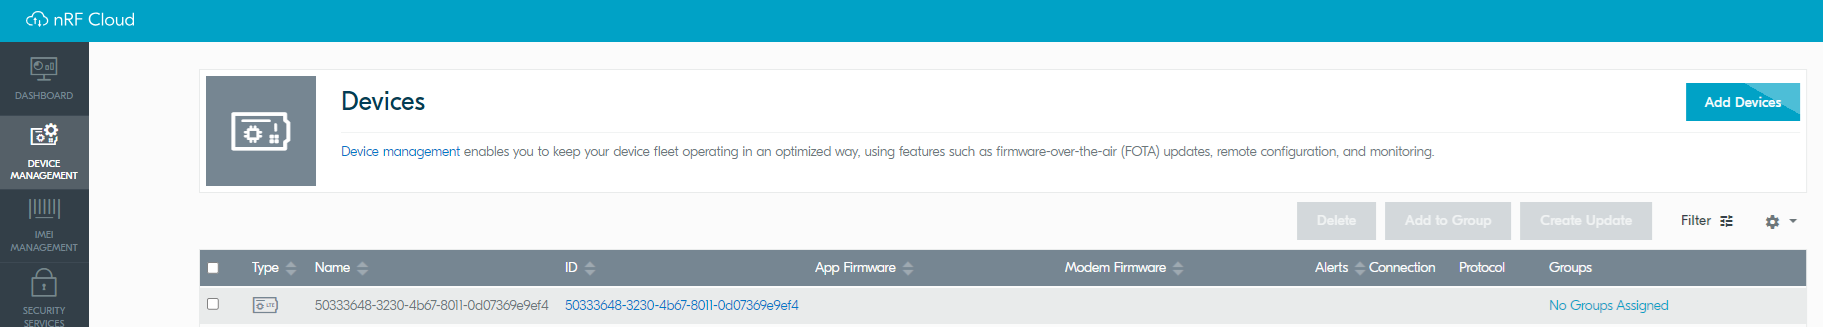 nRF Cloud
DASHBOARD
DEVICE
MANAGEMENT
IMEI
MANAGEMENT
SECURITY
SERVICES
Devices
Add Devices
Device management enables you to keep your device fleet operating in an optimized way, using features such as firmware-over-the-air (FOTA) updates, remote configuration, and monitoring.
Delete
Add to Group
Create Update
Filter
Type Name ID App Firmware Modem Firmware Alerts Connection Protocol Groups
LTE 50333648-3230-4b67-8011-0d07369e9ef4 50333648-3230-4b67-8011-0d07369e9ef4 No Groups Assigned